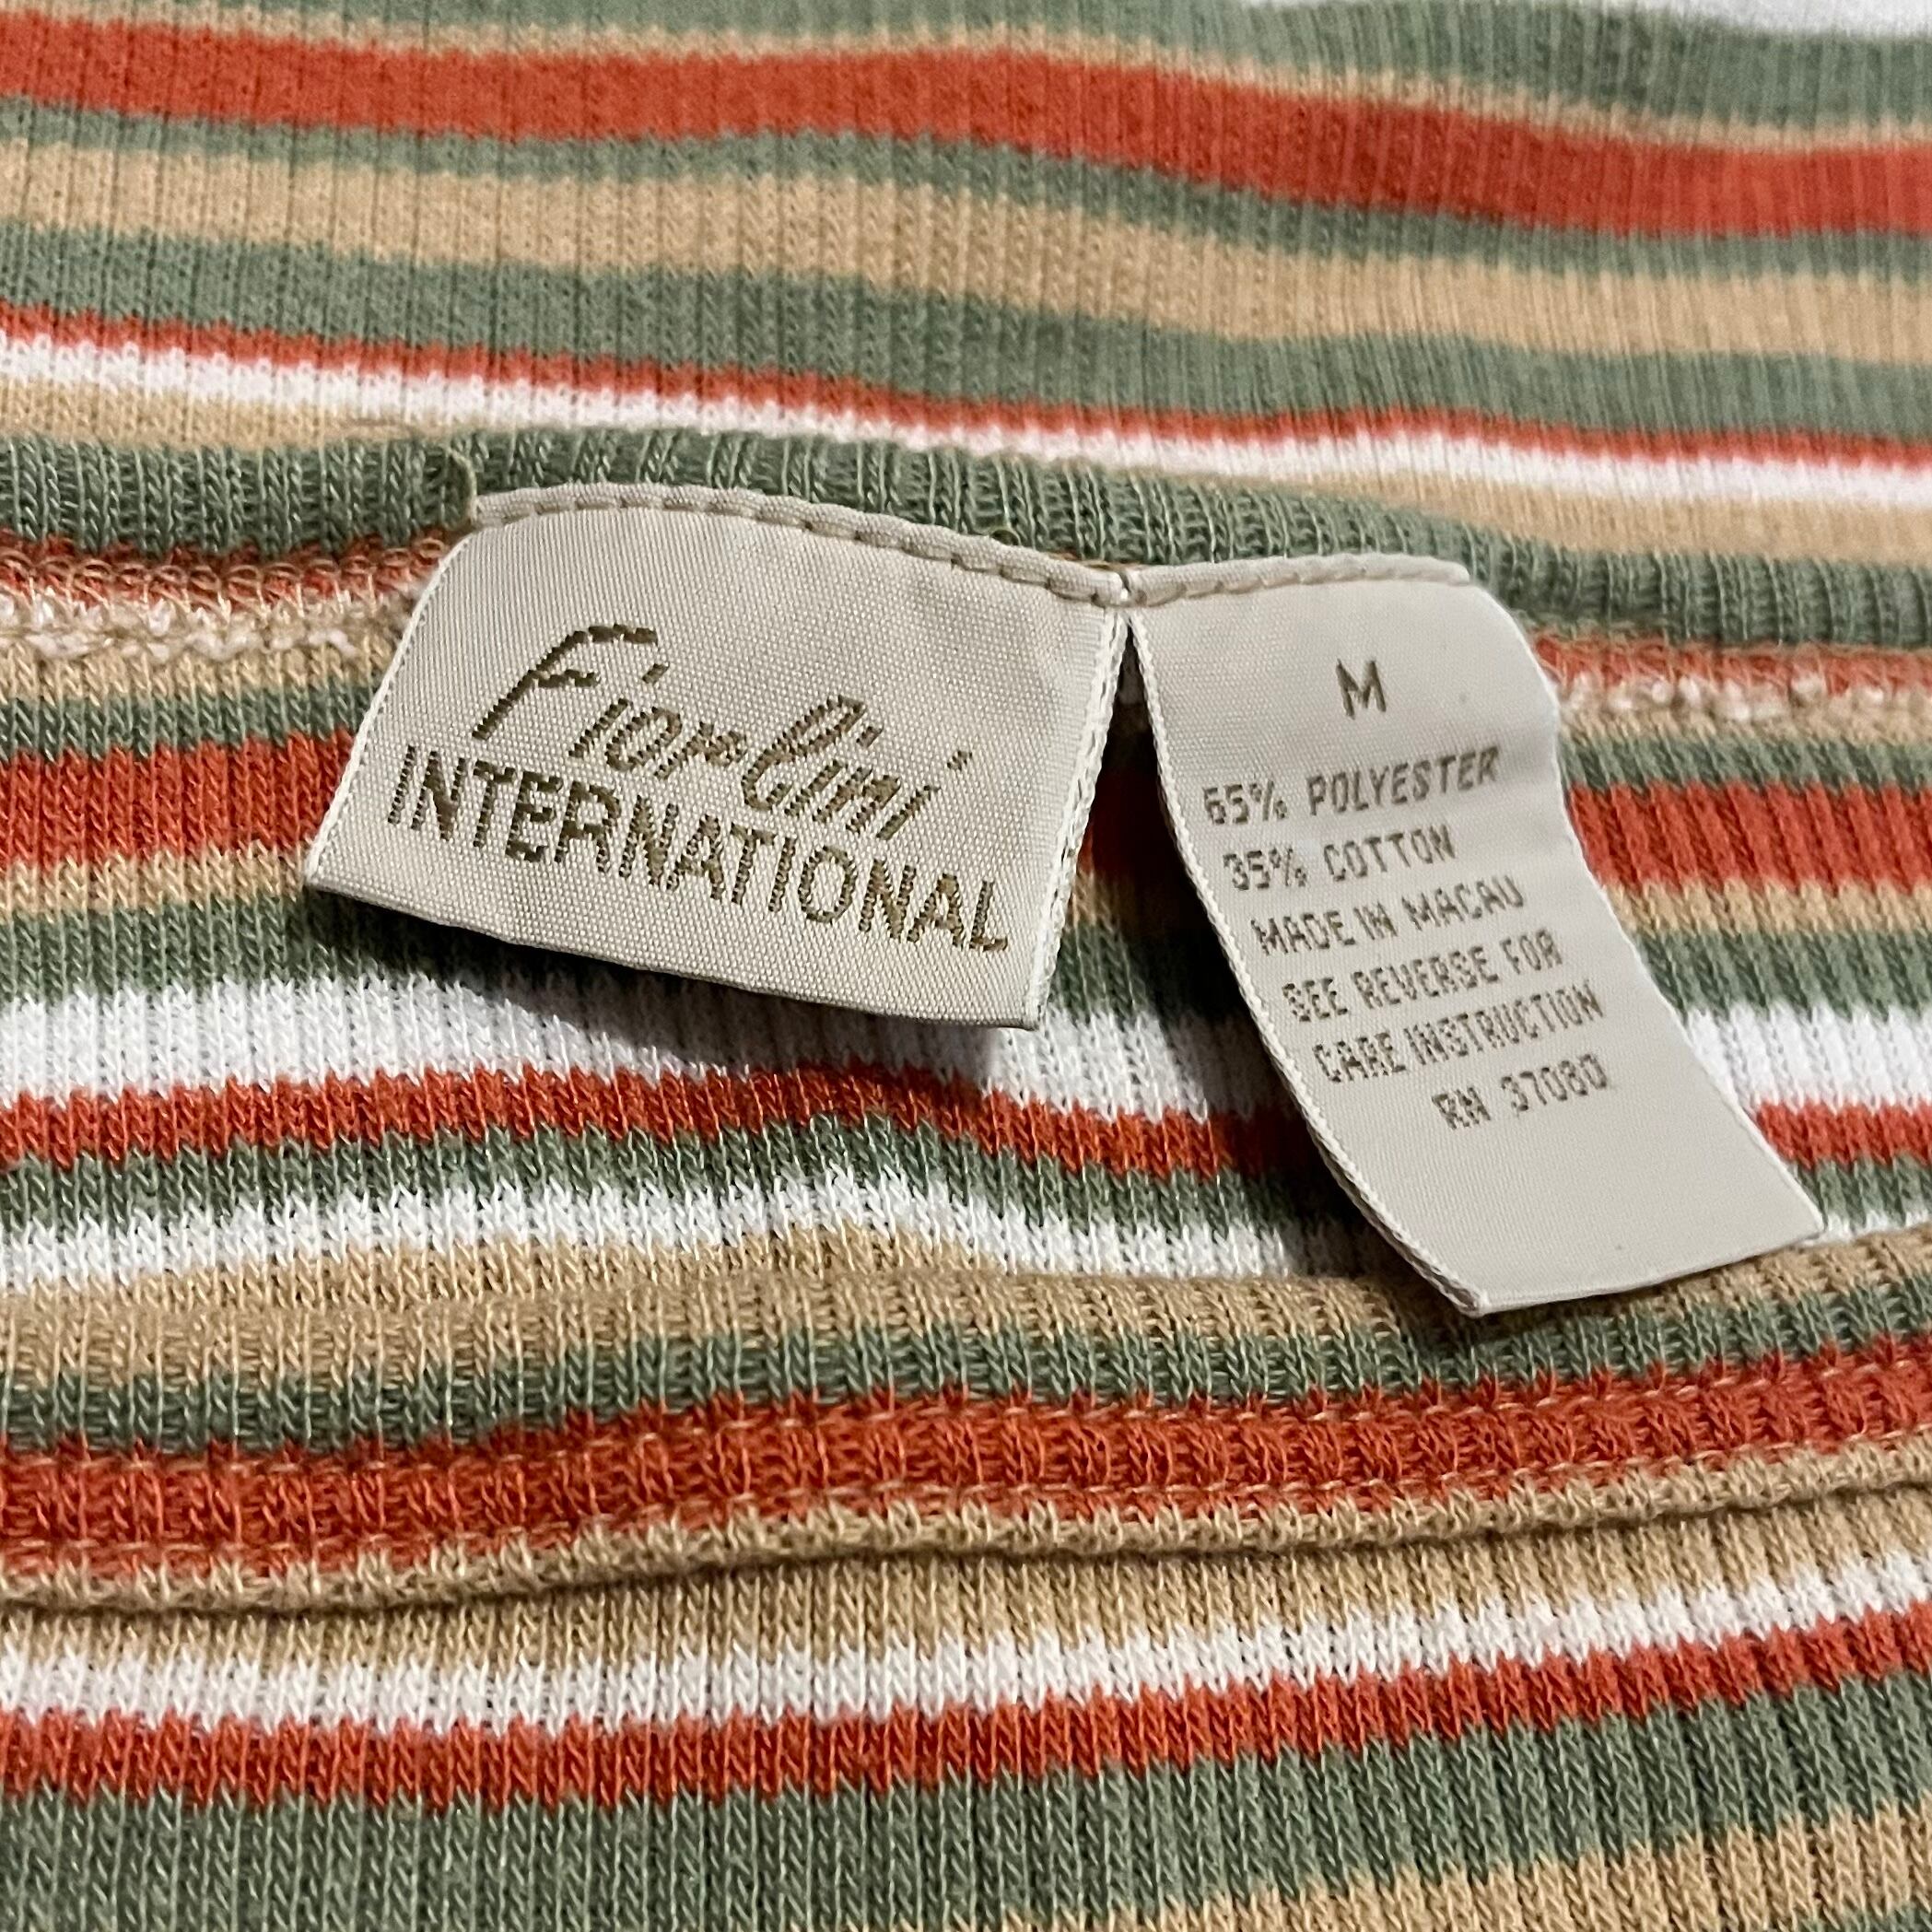 Fiorlini
INTERNATIONAL
M
65% POLYESTER
35% COTTON
MADE IN MACAU
SEE REVERSE FOR
CARE INSTRUCTION
RN 37080